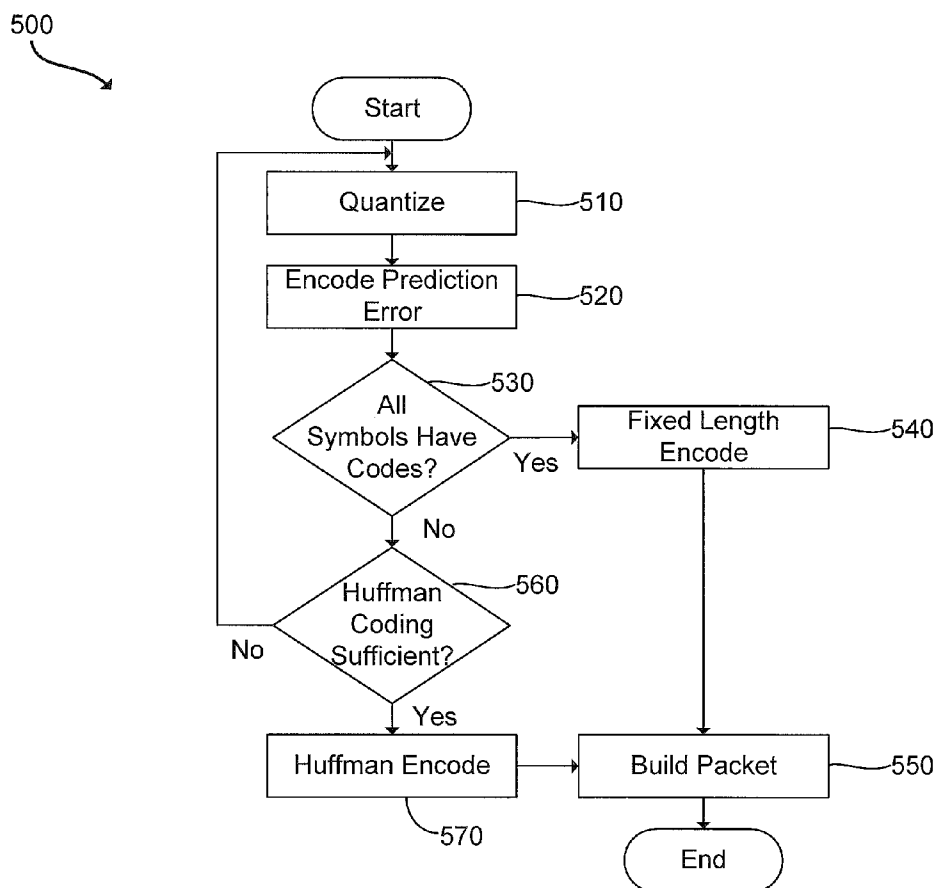 500
Start
Quantize
510
Encode Prediction
Error
520
530
All
Symbols Have
Codes?
Yes
Fixed Length
Encode
540
No
560
Huffman
Coding
Sufficient?
No
Yes
Huffman Encode
570
Build Packet
550
End